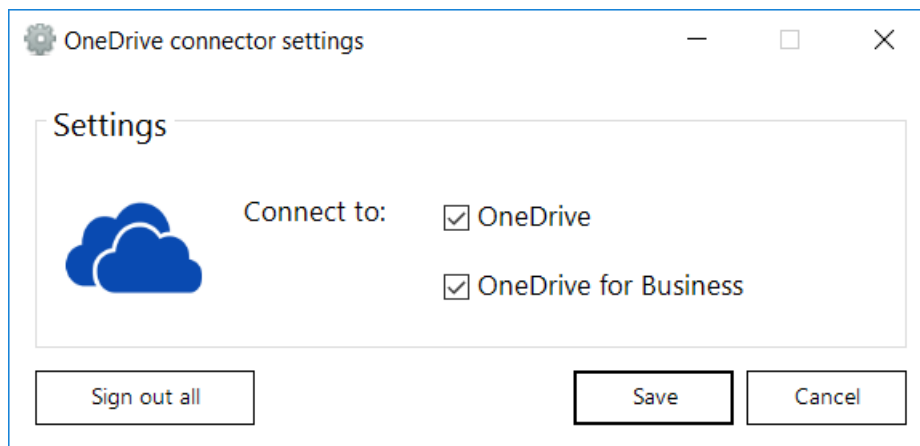 OneDrive connector settings
Settings
Connect to:
OneDrive
OneDrive for Business
Sign out all
Save
Cancel